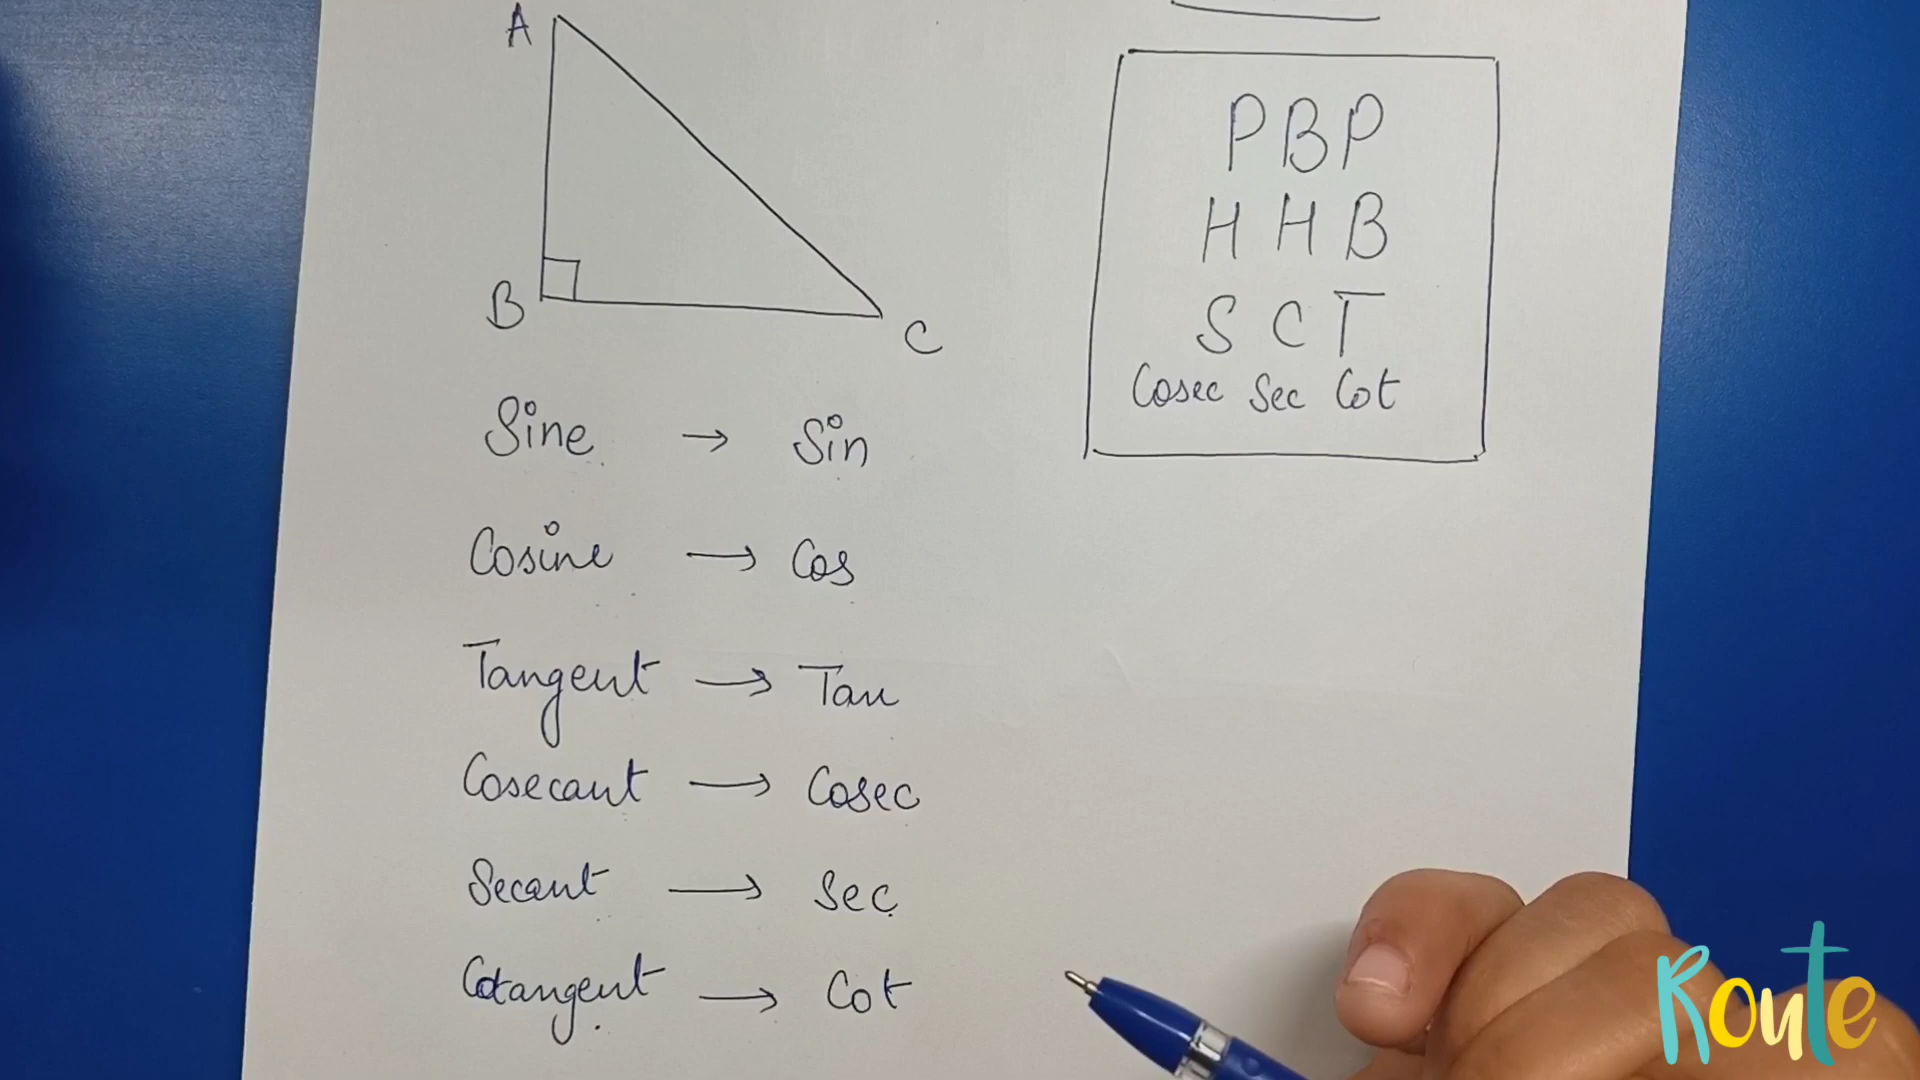 A
B
C
Sine → Sin
Cosine → Cos
Tangent → Tan
Cosecant → Cosec
Secant → Sec
Cotangent → Cot
P B P
H H B
S C T
Cosec Sec Cot
Route